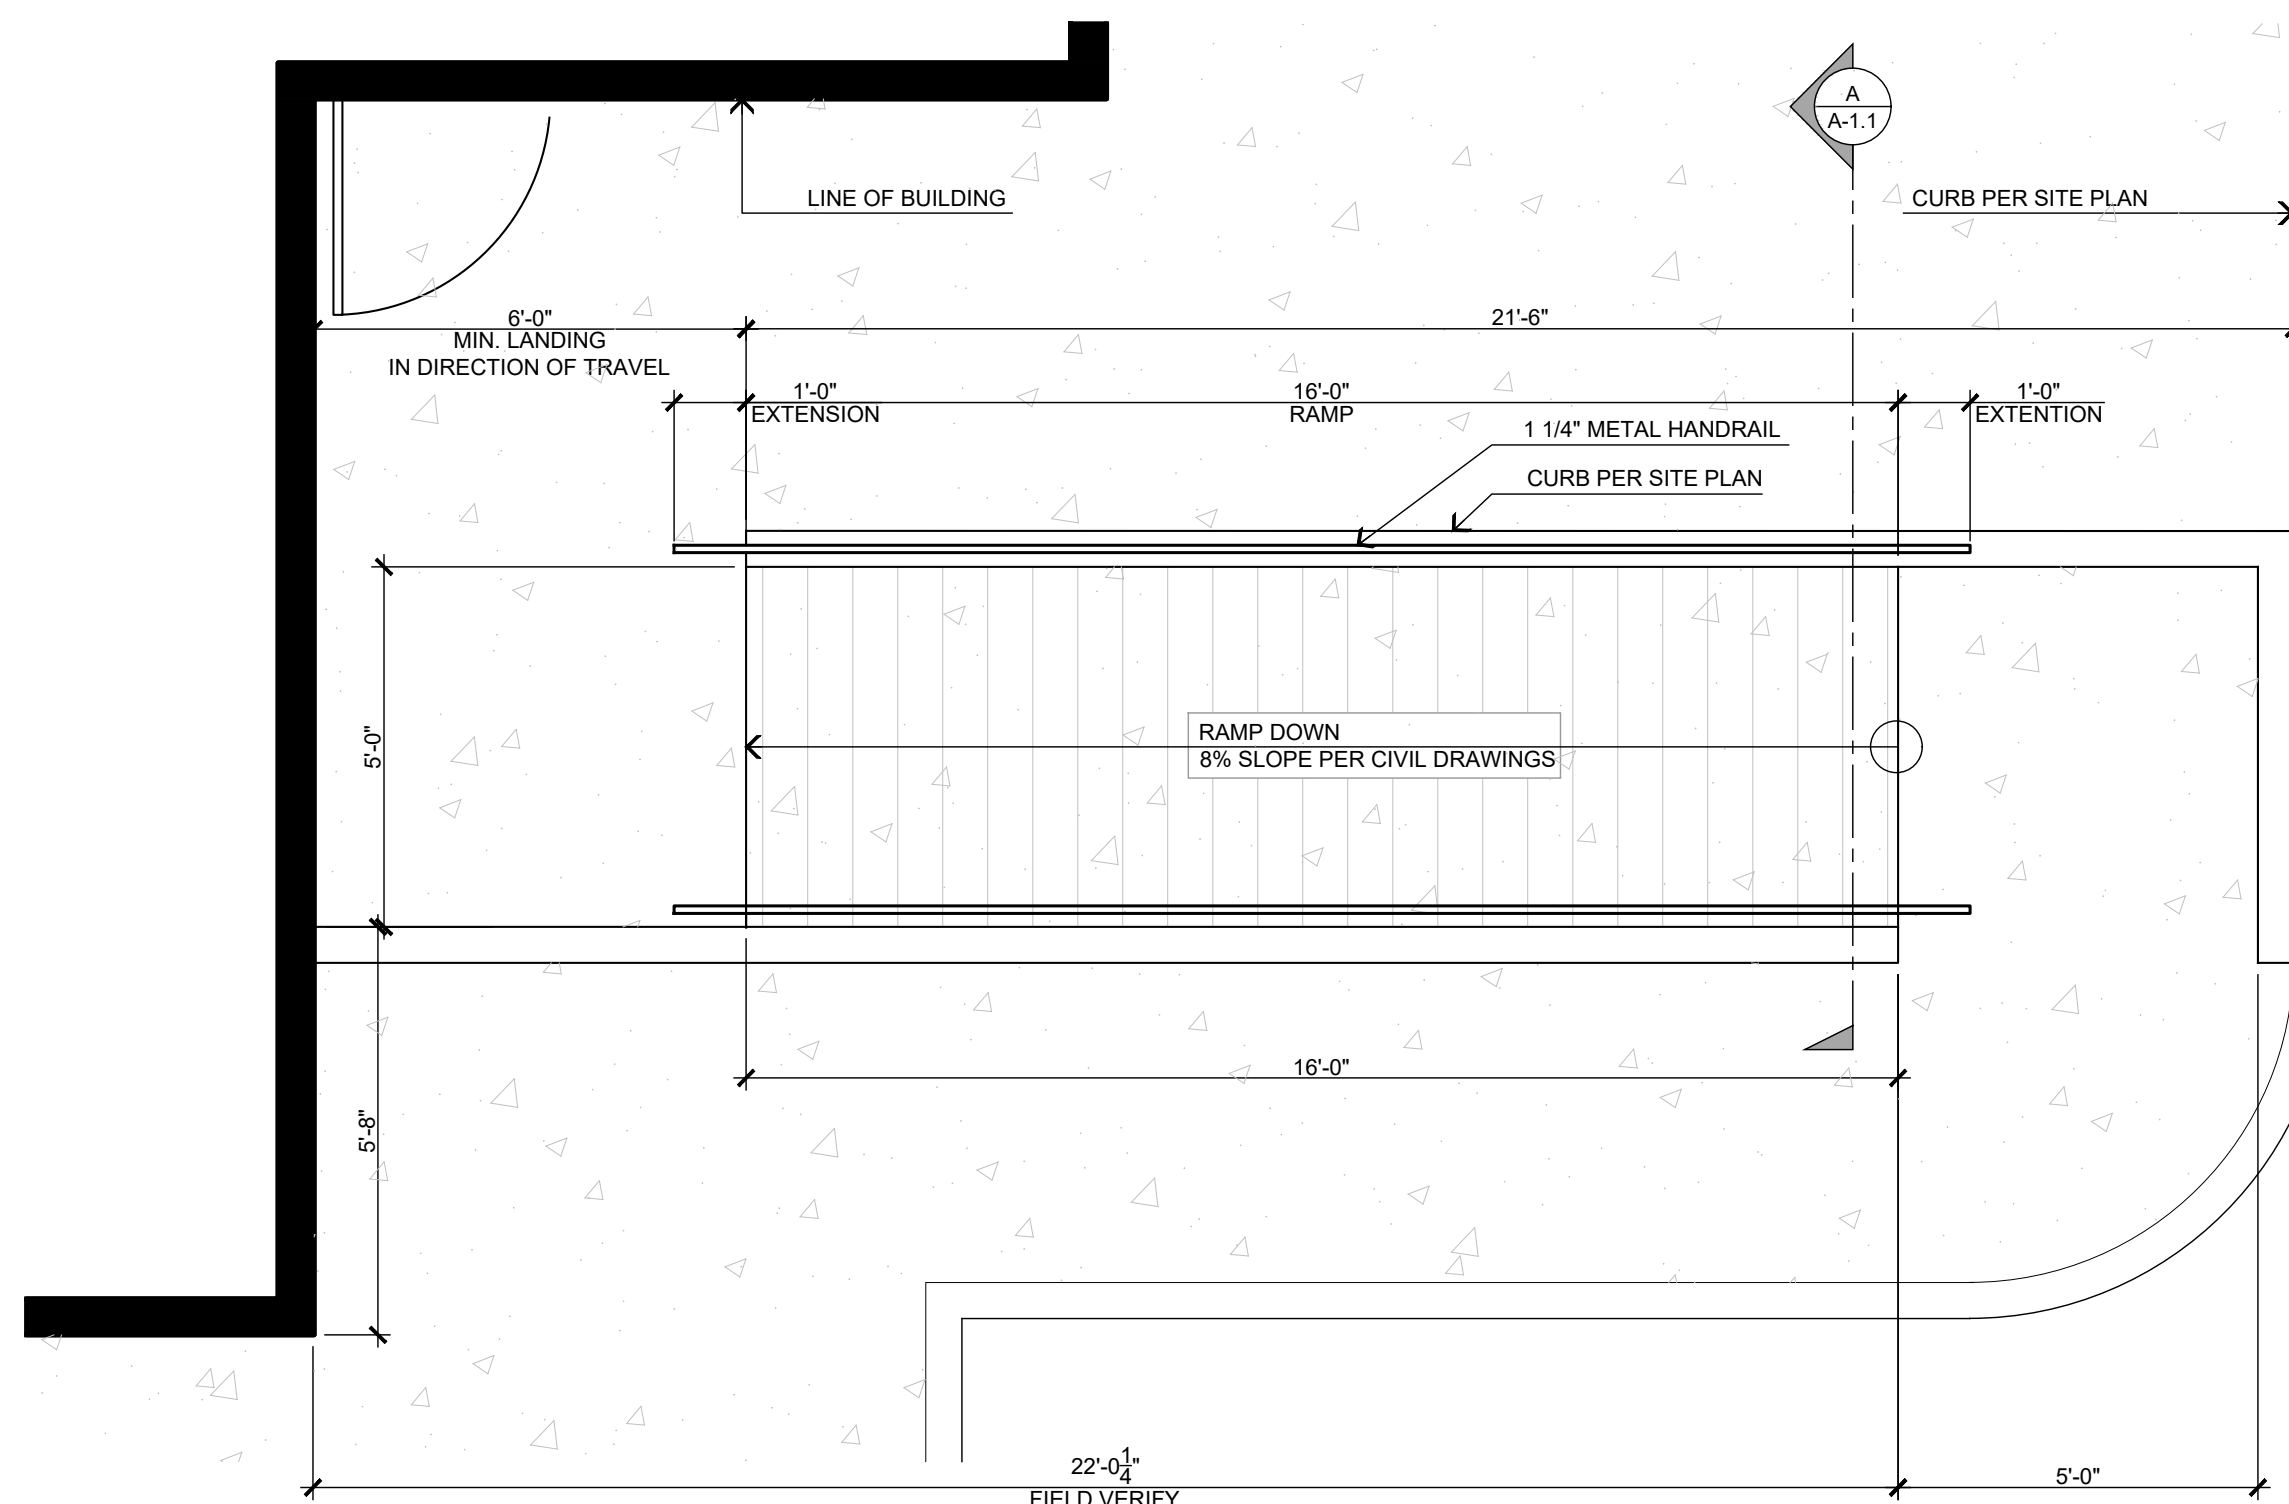 A
A-1.1
LINE OF BUILDING
CURB PER SITE PLAN
6'-0"
MIN. LANDING
IN DIRECTION OF TRAVEL
21'-6"
1'-0"
EXTENSION
16'-0"
RAMP
1'-0"
EXTENTION
1 1/4" METAL HANDRAIL
CURB PER SITE PLAN
5'-0"
RAMP DOWN
8% SLOPE PER CIVIL DRAWINGS
16'-0"
5'-8"
22'-0 1/4"
FIELD VERIFY
5'-0"